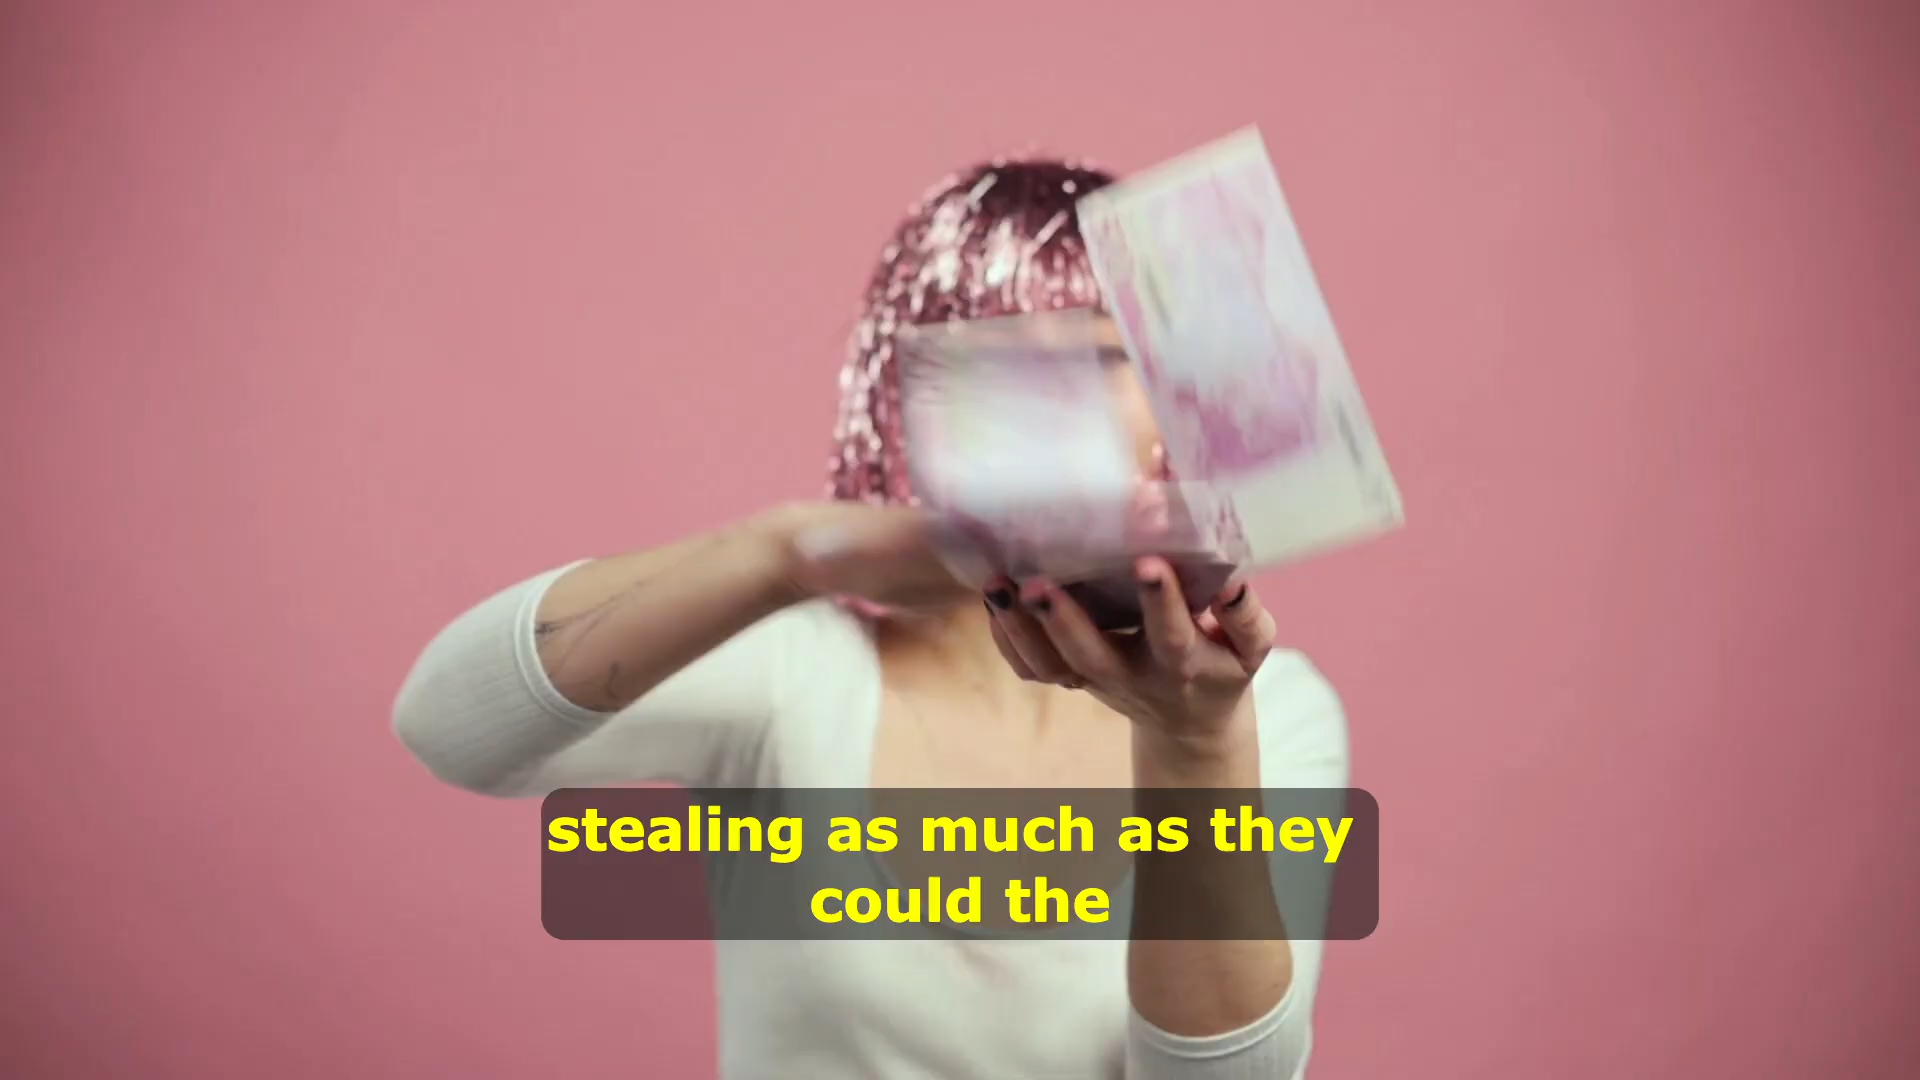 stealing as much as they
could the